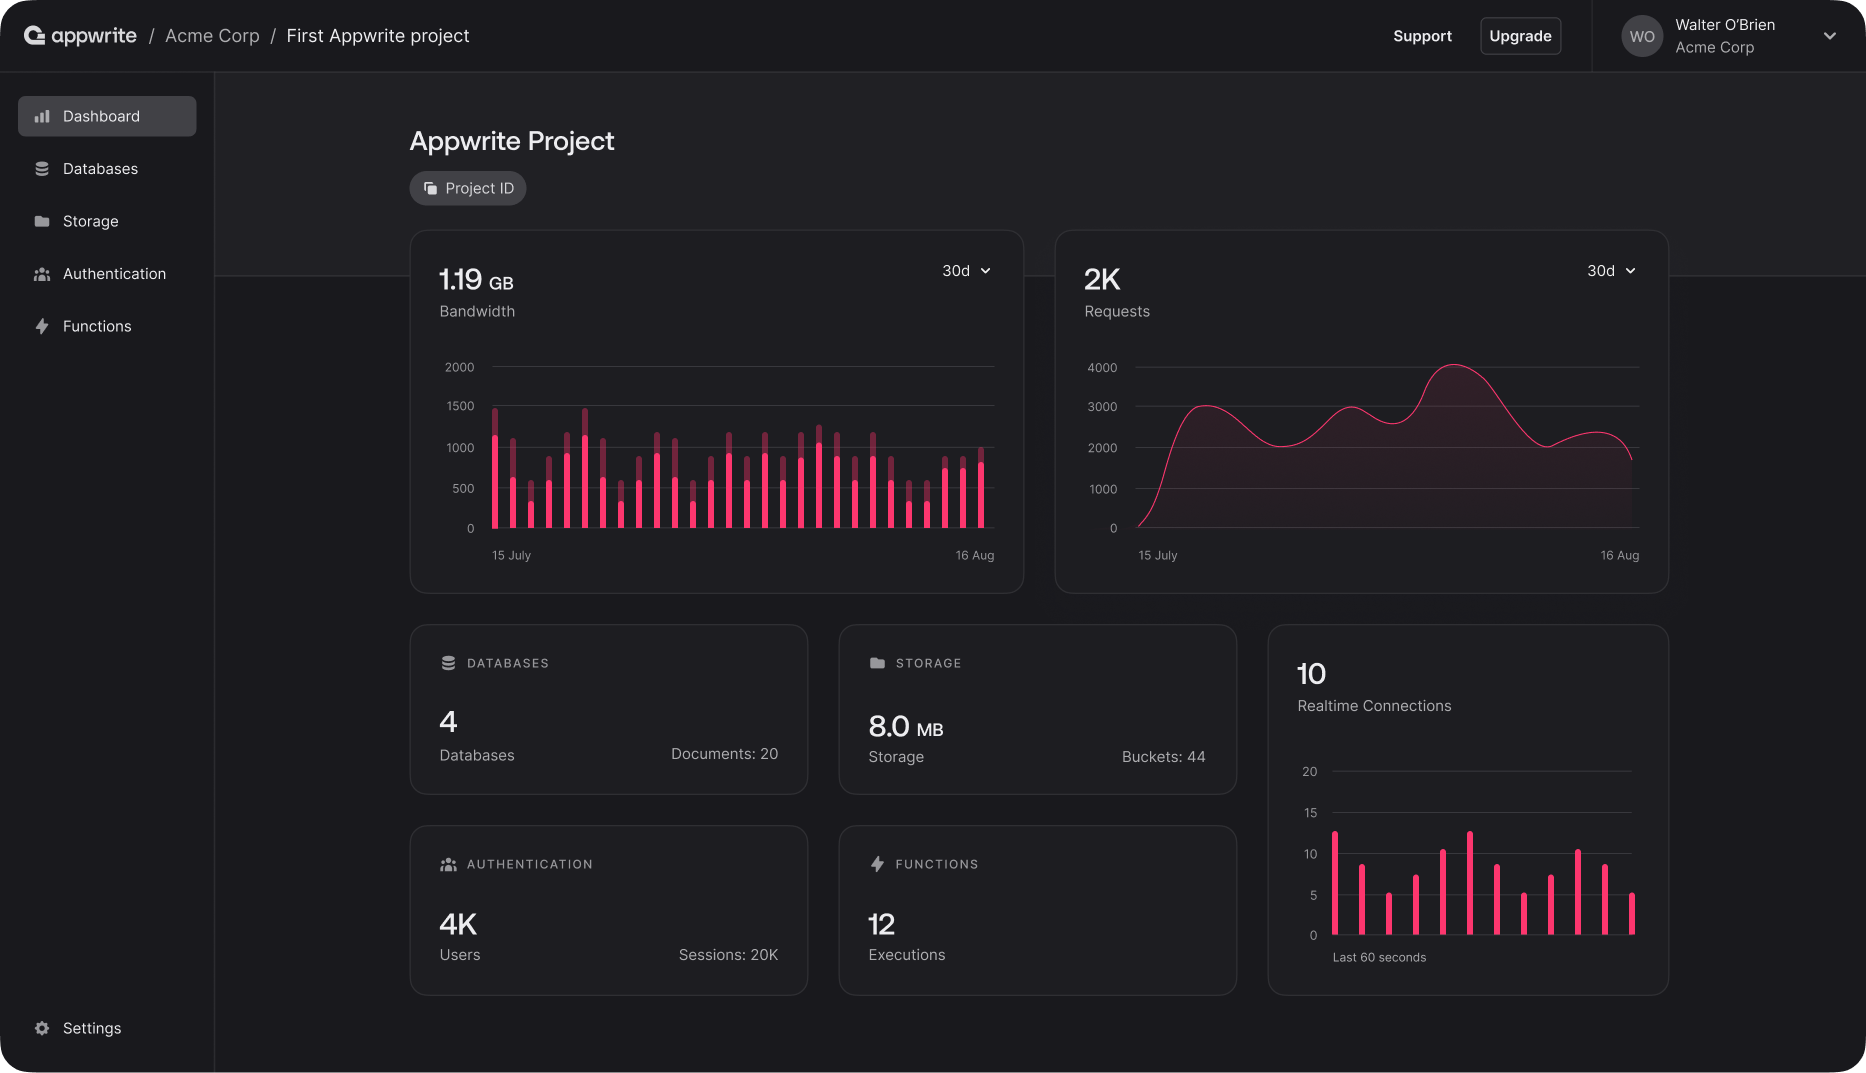 appwrite / Acme Corp / First Appwrite project
Support
Upgrade
WO
Walter O’Brien
Acme Corp
Dashboard
Databases
Storage
Authentication
Functions
Settings
Appwrite Project
Project ID
1.19 GB
30d
Bandwidth
2000
1500
1000
500
0
15 July
16 Aug
2K
30d
Requests
4000
3000
2000
1000
0
15 July
16 Aug
DATABASES
4
Databases
Documents: 20
STORAGE
8.0 MB
Storage
Buckets: 44
10
Realtime Connections
20
15
10
5
0
Last 60 seconds
AUTHENTICATION
4K
Users
Sessions: 20K
FUNCTIONS
12
Executions